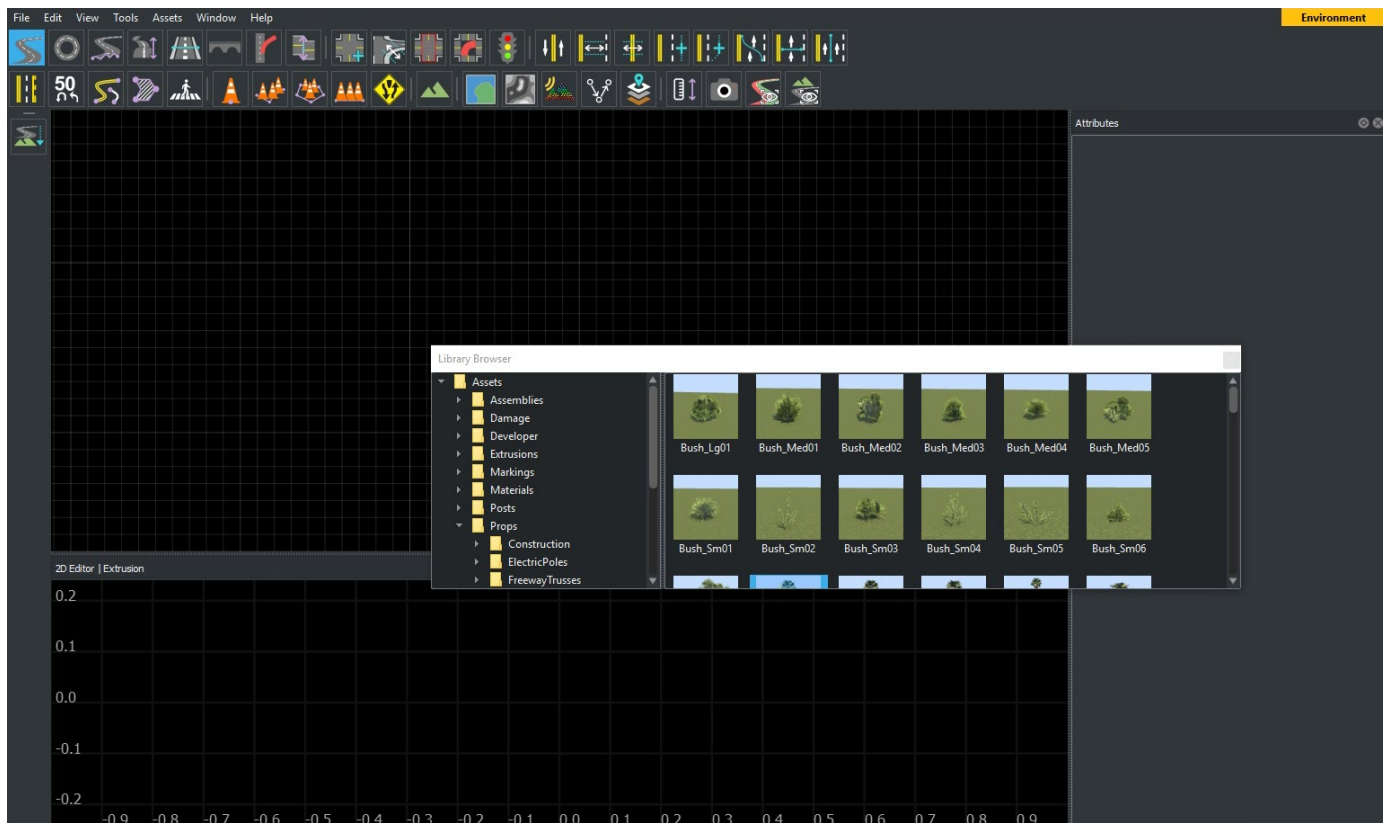 File Edit View Tools Assets Window Help
Environment
50
Attributes
Library Browser
Assets
Assemblies
Damage
Developer
Extrusions
Markings
Materials
Posts
Props
Construction
ElectricPoles
FreewayTrusses
Bush_Lg01 Bush_Med01 Bush_Med02 Bush_Med03 Bush_Med04 Bush_Med05
Bush_Sm01 Bush_Sm02 Bush_Sm03 Bush_Sm04 Bush_Sm05 Bush_Sm06
2D Editor | Extrusion
0.2
0.1
0.0
-0.1
-0.2
-0.9 -0.8 -0.7 -0.6 -0.5 -0.4 -0.3 -0.2 -0.1 0.0 0.1 0.2 0.3 0.4 0.5 0.6 0.7 0.8 0.9